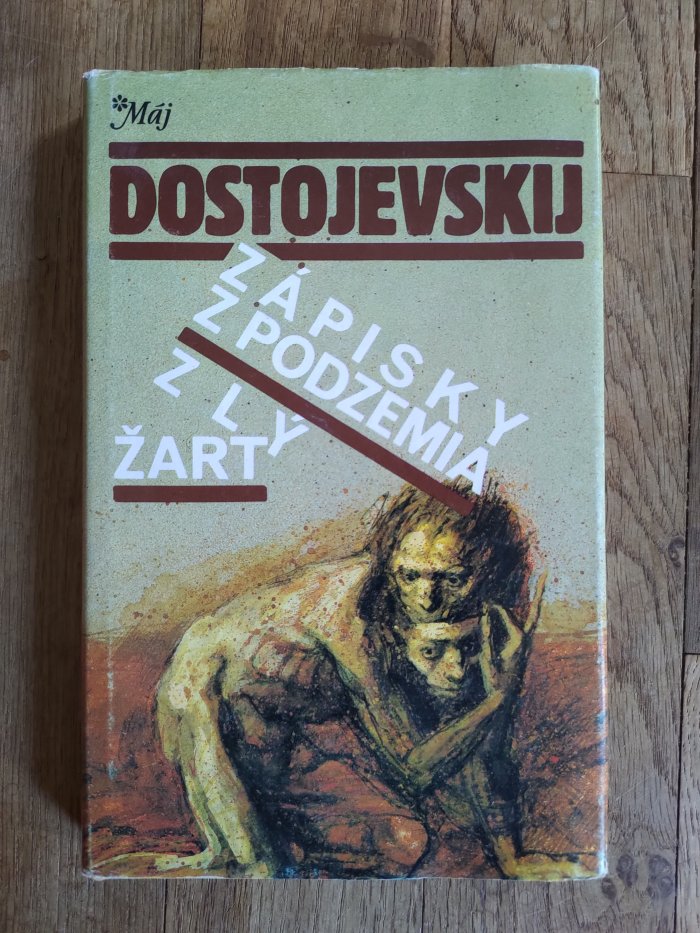 *Máj
DOSTOJEVSKIJ
ZÁPISKY
Z PODZEMIA
ZLÝ
ŽART